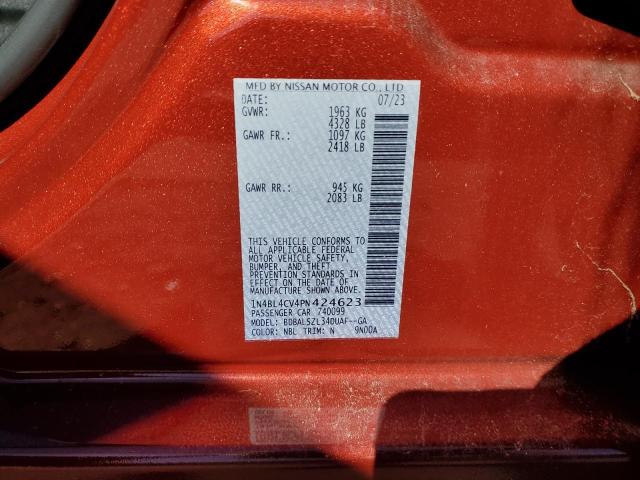 MFD BY NISSAN MOTOR CO., LTD
DATE: 07/23
GVWR: 1963 KG
4328 LB
GAWR FR.: 1097 KG
2418 LB
GAWR RR.: 945 KG
2083 LB
THIS VEHICLE CONFORMS TO
ALL APPLICABLE FEDERAL
MOTOR VEHICLE SAFETY,
BUMPER, AND THEFT
PREVENTION STANDARDS IN
EFFECT ON THE DATE OF
MANUFACTURE SHOWN ABOVE.
1N4BL4CV4PN424623
PASSENGER CAR 740099
MODEL: BDBALSZL340UAF--GA
COLOR: NBL TRIM: N 9N00A